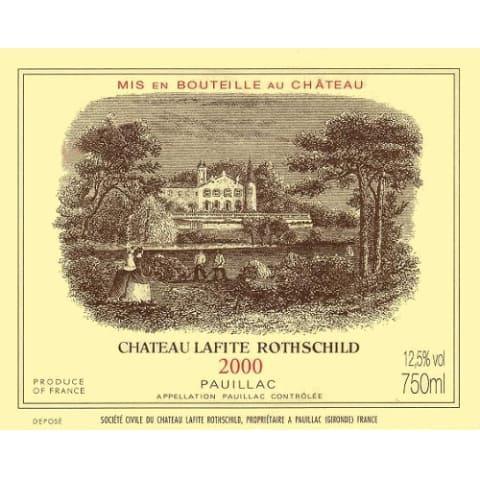 MIS EN BOUTEILLE AU CHÂTEAU
CHATEAU LAFITE ROTHSCHILD
2000
PAUILLAC
APPELLATION PAUILLAC CONTRÔLÉE
PRODUCE
OF FRANCE
12,5% vol
750ml
DEPOSÉ
SOCIÉTÉ CIVILE DU CHATEAU LAFITE ROTHSCHILD, PROPRIÉTAIRE A PAUILLAC (GIRONDE) FRANCE